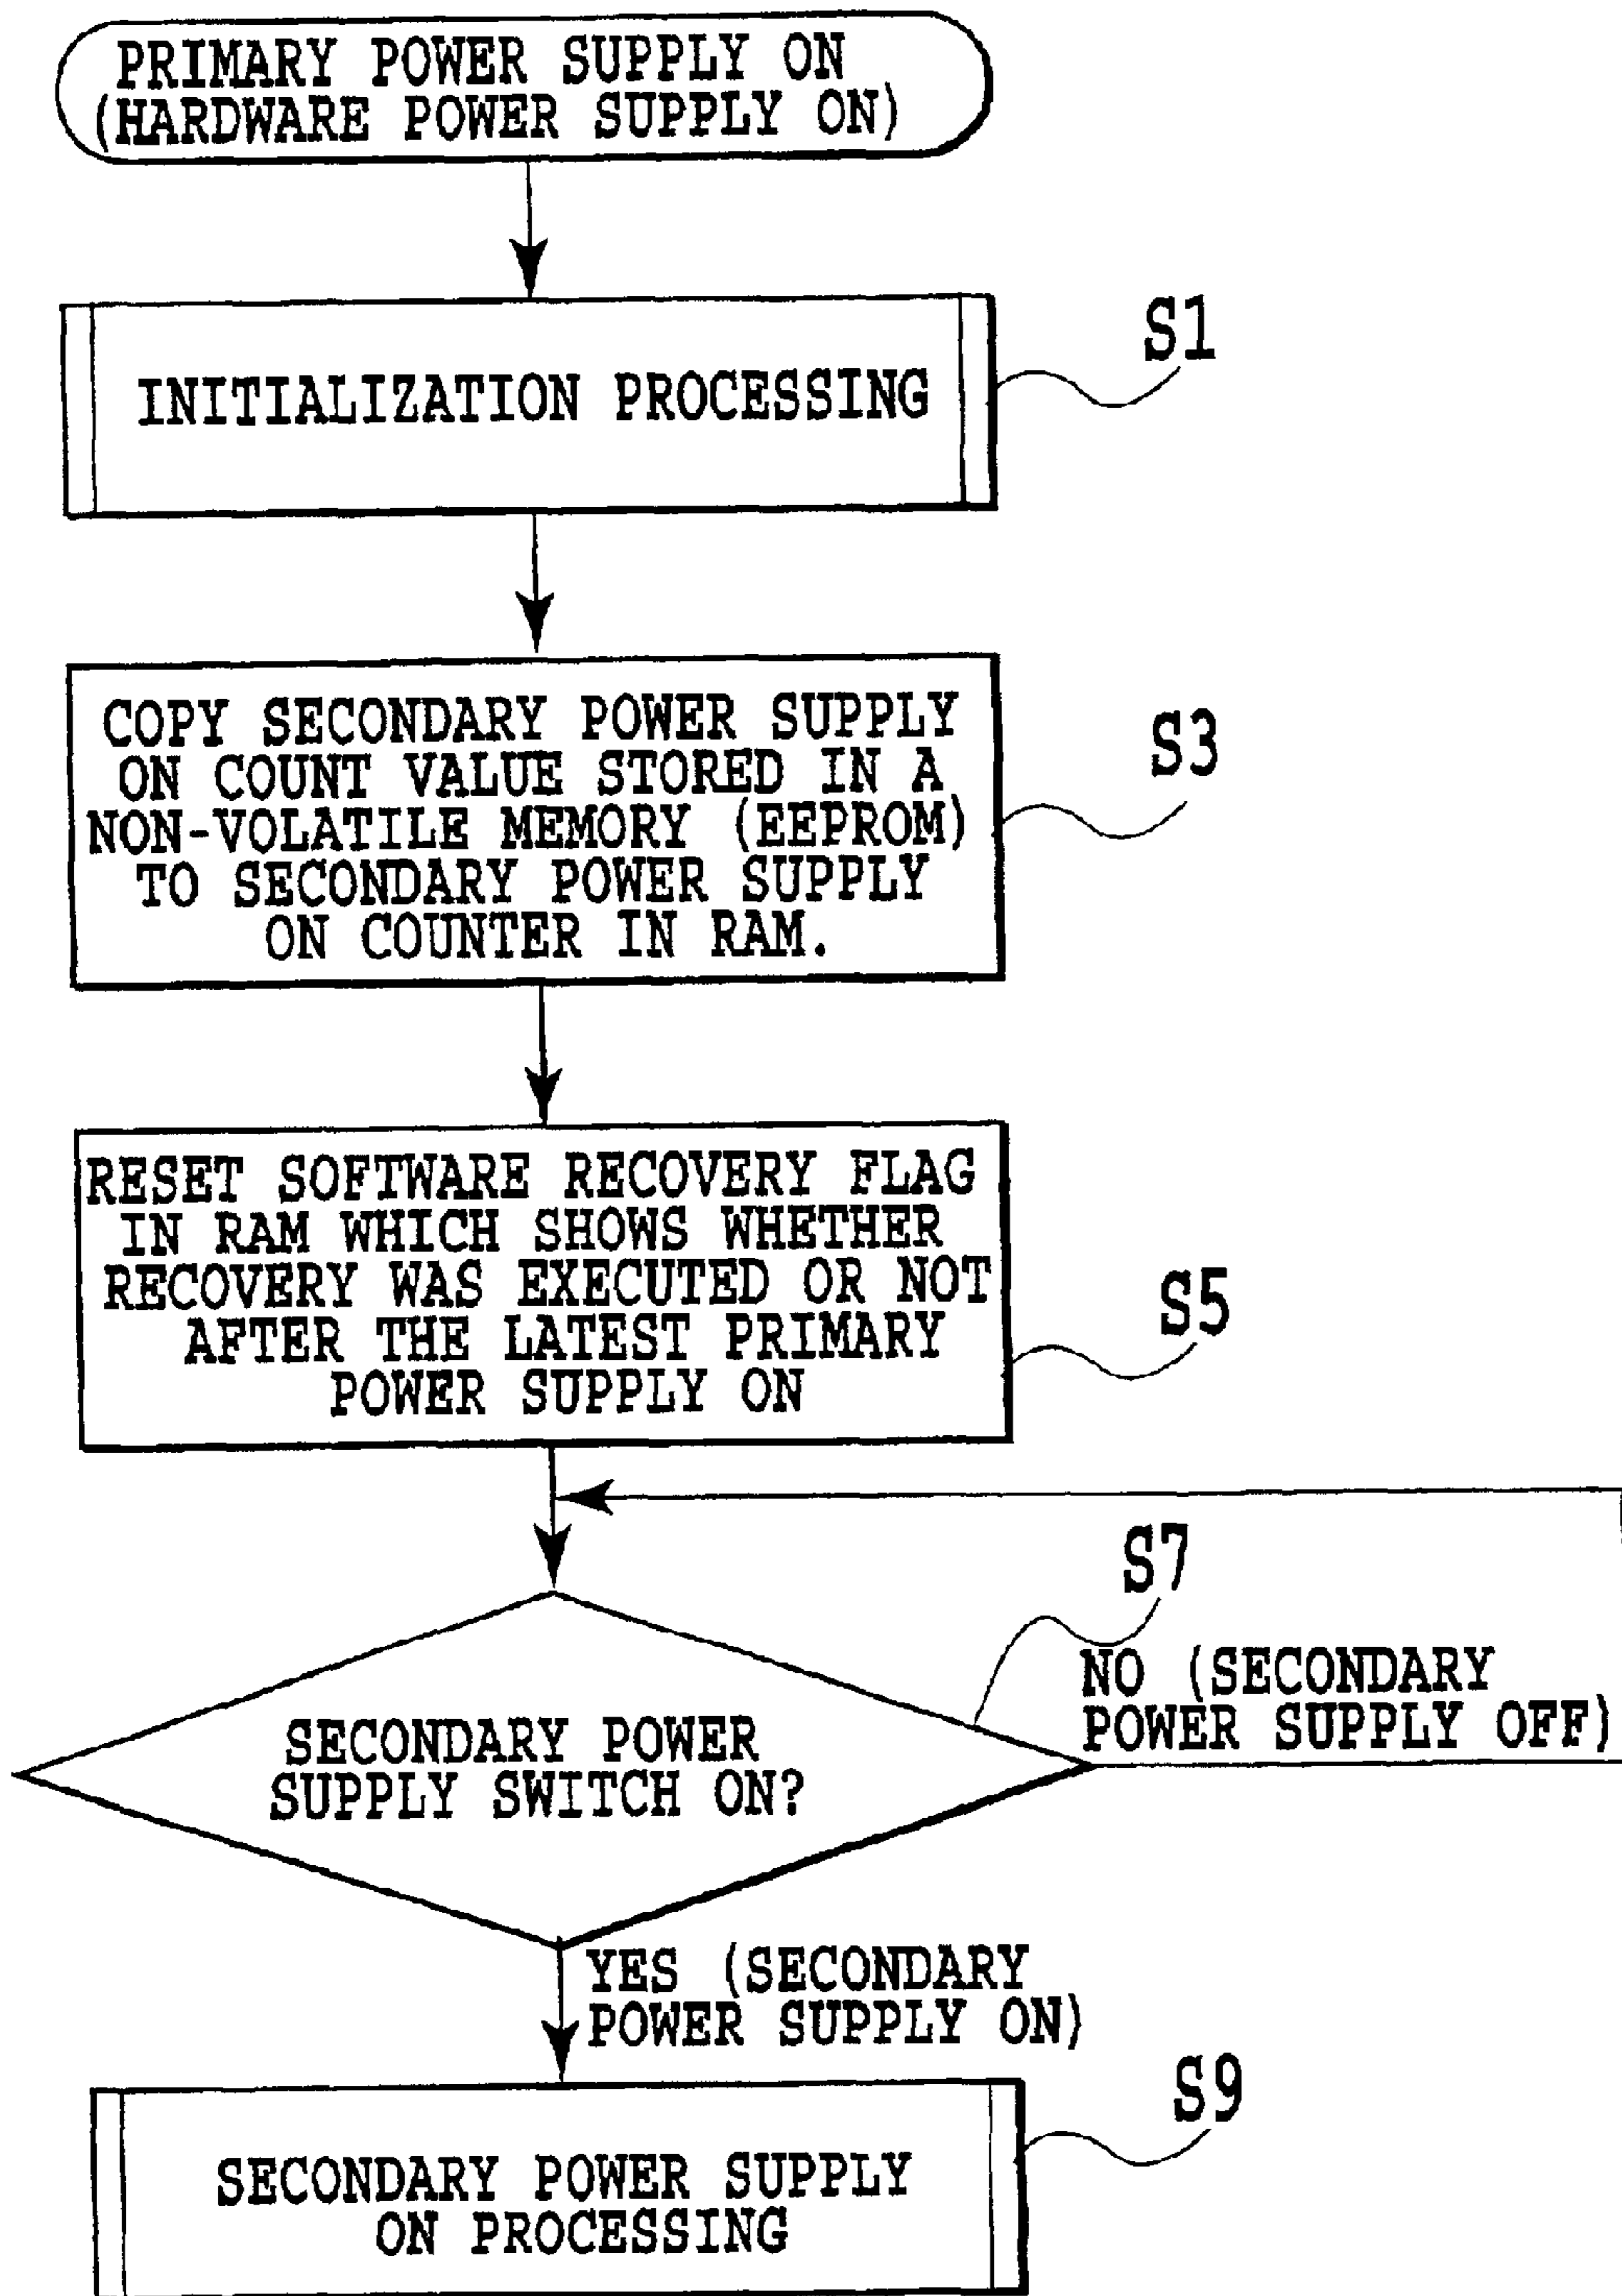 PRIMARY POWER SUPPLY ON
(HARDWARE POWER SUPPLY ON)
INITIALIZATION PROCESSING
S1
COPY SECONDARY POWER SUPPLY
ON COUNT VALUE STORED IN A
NON-VOLATILE MEMORY (EEPROM)
TO SECONDARY POWER SUPPLY
ON COUNTER IN RAM.
S3
RESET SOFTWARE RECOVERY FLAG
IN RAM WHICH SHOWS WHETHER
RECOVERY WAS EXECUTED OR NOT
AFTER THE LATEST PRIMARY
POWER SUPPLY ON
S5
S7
SECONDARY POWER
SUPPLY SWITCH ON?
NO (SECONDARY
POWER SUPPLY OFF)
YES (SECONDARY
POWER SUPPLY ON)
SECONDARY POWER SUPPLY
ON PROCESSING
S9